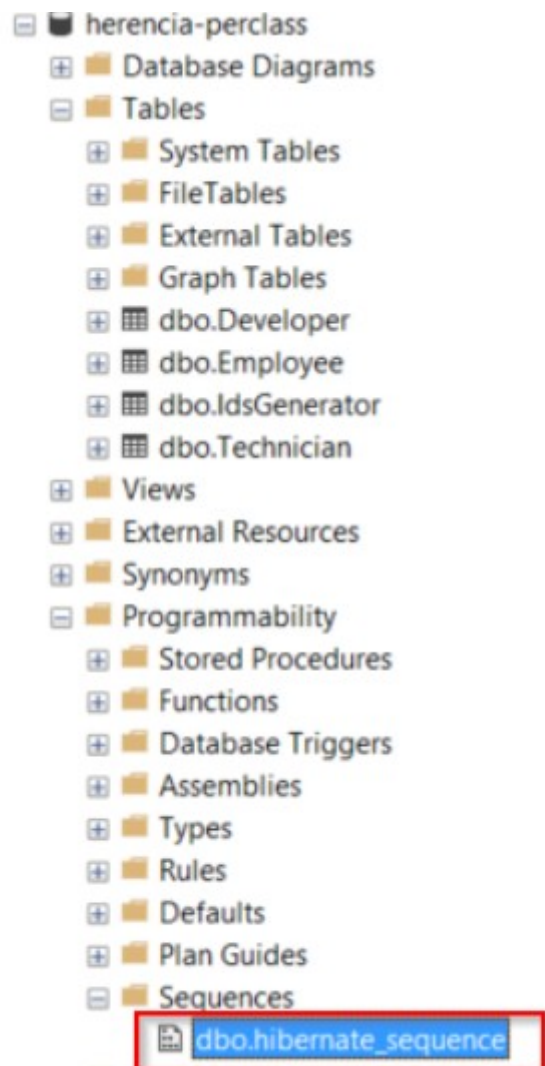 herencia-perclass
Database Diagrams
Tables
System Tables
FileTables
External Tables
Graph Tables
dbo.Developer
dbo.Employee
dbo.IdsGenerator
dbo.Technician
Views
External Resources
Synonyms
Programmability
Stored Procedures
Functions
Database Triggers
Assemblies
Types
Rules
Defaults
Plan Guides
Sequences
dbo.hibernate_sequence